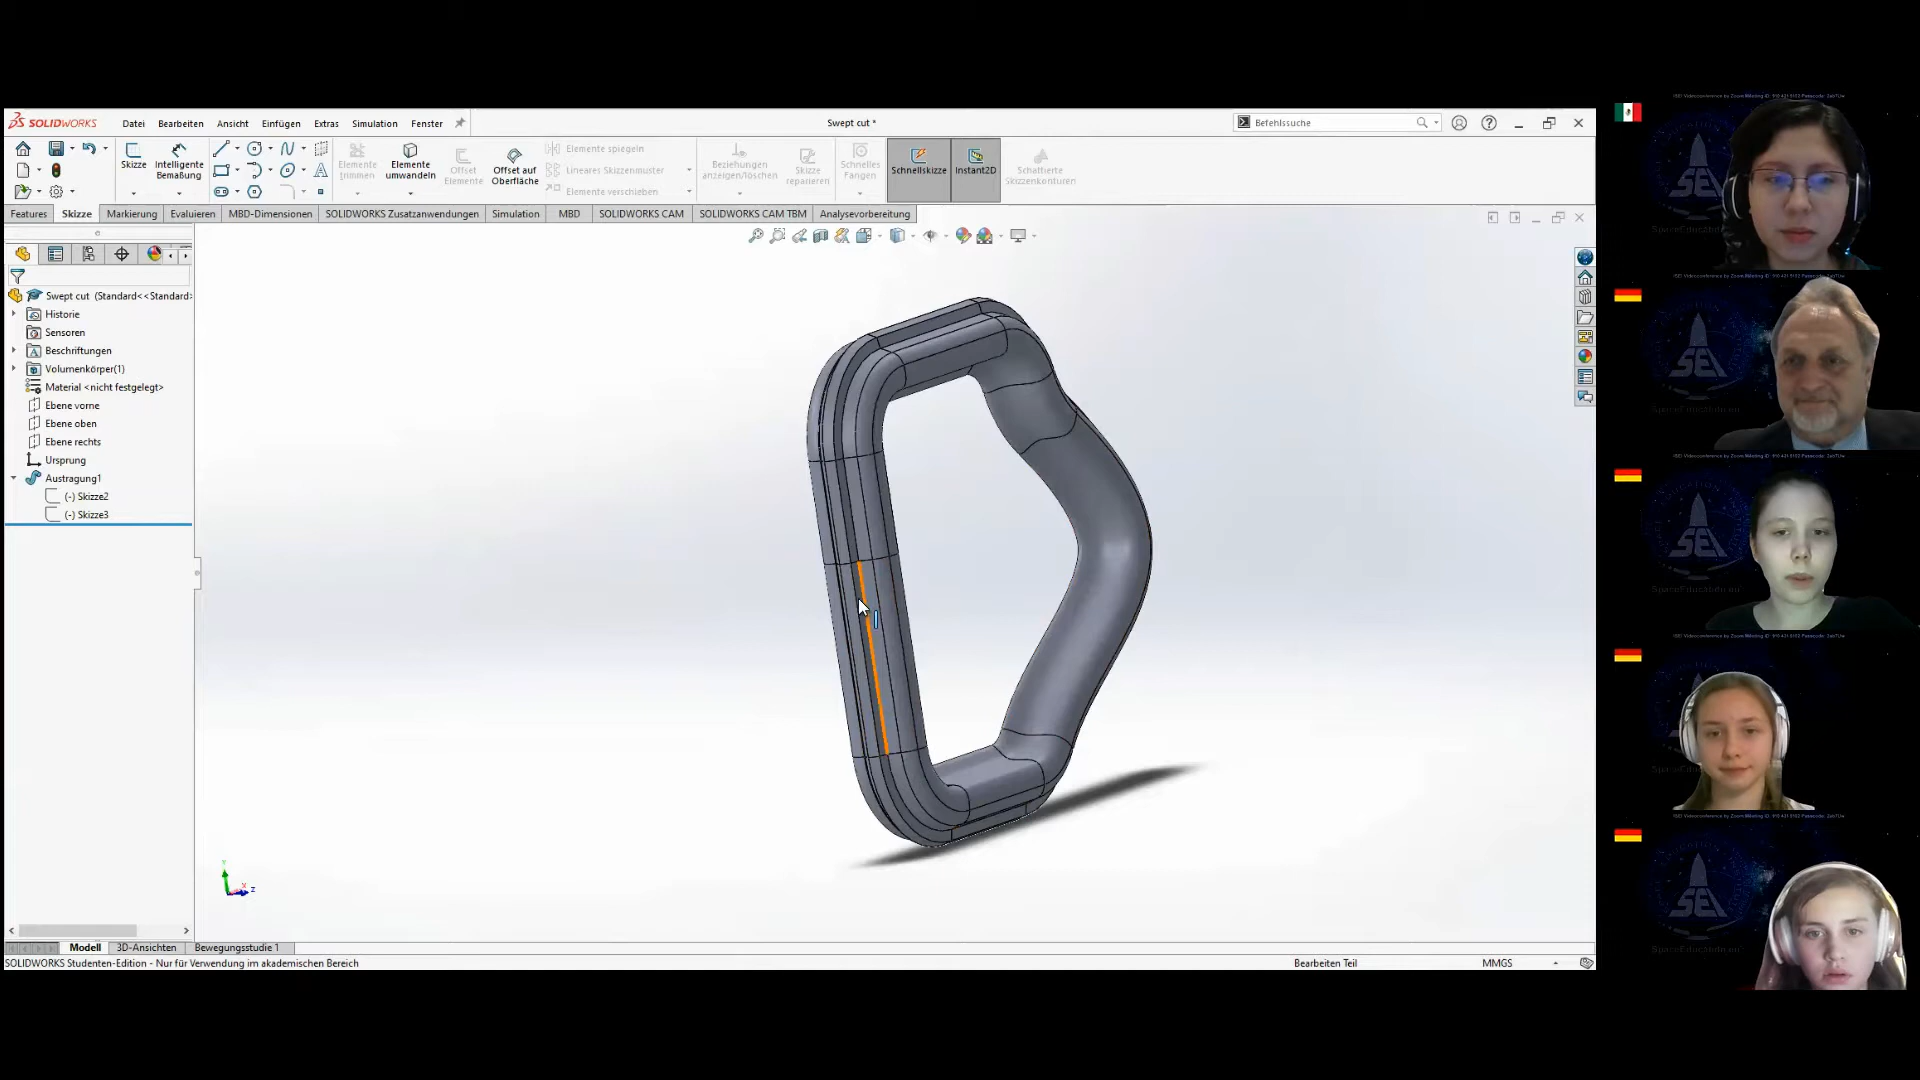 SOLIDWORKS Datei Bearbeiten Ansicht Einfügen Extras Simulation Fenster Swept cut * Befehlssuche
Skizze
Intelligente Bemaßung
Elemente trimmen
Elemente umwandeln
Offset Elemente
Offset auf Oberfläche
Elemente spiegeln
Lineares Skizzenmuster
Elemente verschieben
Beziehungen anzeigen/löschen
Skizze reparieren
Schnelles Fangen
Schnellskizze
Instant2D
Schattierte Skizzenkonturen
Features Skizze Markierung Evaluieren MBD-Dimensionen SOLIDWORKS Zusatzanwendungen Simulation MBD SOLIDWORKS CAM SOLIDWORKS CAM TBM Analysevorbereitung
Swept cut (Standard<<Standard>
Historie
Sensoren
Beschriftungen
Volumenkörper(1)
Material <nicht festgelegt>
Ebene vorne
Ebene oben
Ebene rechts
Ursprung
Austragung1
(-) Skizze2
(-) Skizze3
Y
X
Z
Modell 3D-Ansichten Bewegungsstudie 1
SOLIDWORKS Studenten-Edition - Nur für Verwendung im akademischen Bereich Bearbeiten Teil MMGS
SEI
SEI
SEI
SEI
SEI